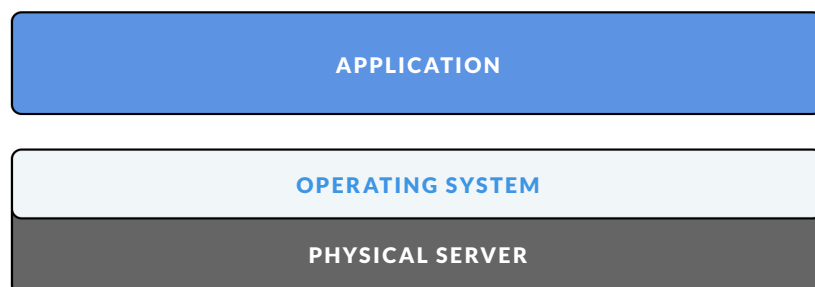 APPLICATION
OPERATING SYSTEM
PHYSICAL SERVER